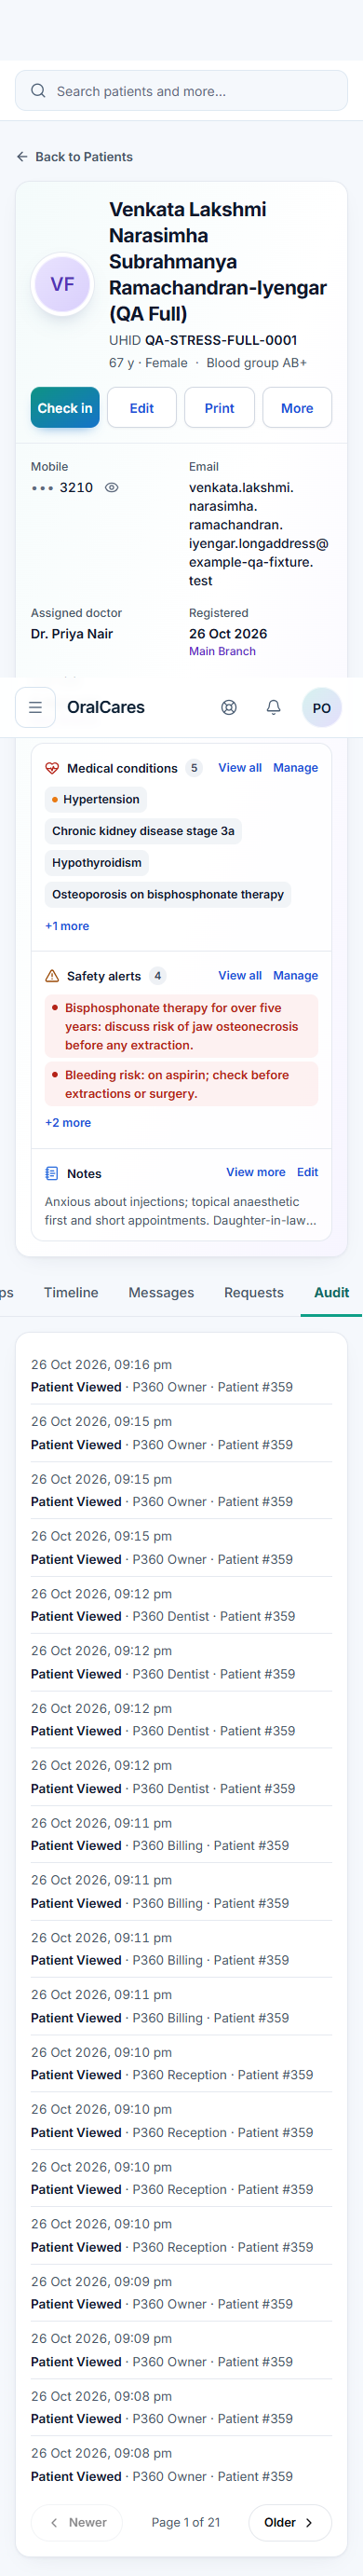 Search patients and more...
Back to Patients
VF
Venkata Lakshmi
Narasimha
Subrahmanya
Ramachandran-Iyengar
(QA Full)
UHID QA-STRESS-FULL-0001
67 y · Female · Blood group AB+
Check in
Edit
Print
More
Mobile
••• 3210
Email
venkata.lakshmi.
narasimha.
ramachandran.
iyengar.longaddress@
example-qa-fixture.
test
Assigned doctor
Dr. Priya Nair
Registered
26 Oct 2026
Main Branch
OralCares
PO
Medical conditions 5 View all Manage
Hypertension
Chronic kidney disease stage 3a
Hypothyroidism
Osteoporosis on bisphosphonate therapy
+1 more
Safety alerts 4 View all Manage
Bisphosphonate therapy for over five
years: discuss risk of jaw osteonecrosis
before any extraction.
Bleeding risk: on aspirin; check before
extractions or surgery.
+2 more
Notes View more Edit
Anxious about injections; topical anaesthetic
first and short appointments. Daughter-in-law...
ps Timeline Messages Requests Audit
26 Oct 2026, 09:16 pm
Patient Viewed · P360 Owner · Patient #359
26 Oct 2026, 09:15 pm
Patient Viewed · P360 Owner · Patient #359
26 Oct 2026, 09:15 pm
Patient Viewed · P360 Owner · Patient #359
26 Oct 2026, 09:15 pm
Patient Viewed · P360 Owner · Patient #359
26 Oct 2026, 09:12 pm
Patient Viewed · P360 Dentist · Patient #359
26 Oct 2026, 09:12 pm
Patient Viewed · P360 Dentist · Patient #359
26 Oct 2026, 09:12 pm
Patient Viewed · P360 Dentist · Patient #359
26 Oct 2026, 09:12 pm
Patient Viewed · P360 Dentist · Patient #359
26 Oct 2026, 09:11 pm
Patient Viewed · P360 Billing · Patient #359
26 Oct 2026, 09:11 pm
Patient Viewed · P360 Billing · Patient #359
26 Oct 2026, 09:11 pm
Patient Viewed · P360 Billing · Patient #359
26 Oct 2026, 09:11 pm
Patient Viewed · P360 Billing · Patient #359
26 Oct 2026, 09:10 pm
Patient Viewed · P360 Reception · Patient #359
26 Oct 2026, 09:10 pm
Patient Viewed · P360 Reception · Patient #359
26 Oct 2026, 09:10 pm
Patient Viewed · P360 Reception · Patient #359
26 Oct 2026, 09:10 pm
Patient Viewed · P360 Reception · Patient #359
26 Oct 2026, 09:09 pm
Patient Viewed · P360 Owner · Patient #359
26 Oct 2026, 09:09 pm
Patient Viewed · P360 Owner · Patient #359
26 Oct 2026, 09:08 pm
Patient Viewed · P360 Owner · Patient #359
26 Oct 2026, 09:08 pm
Patient Viewed · P360 Owner · Patient #359
Newer Page 1 of 21 Older